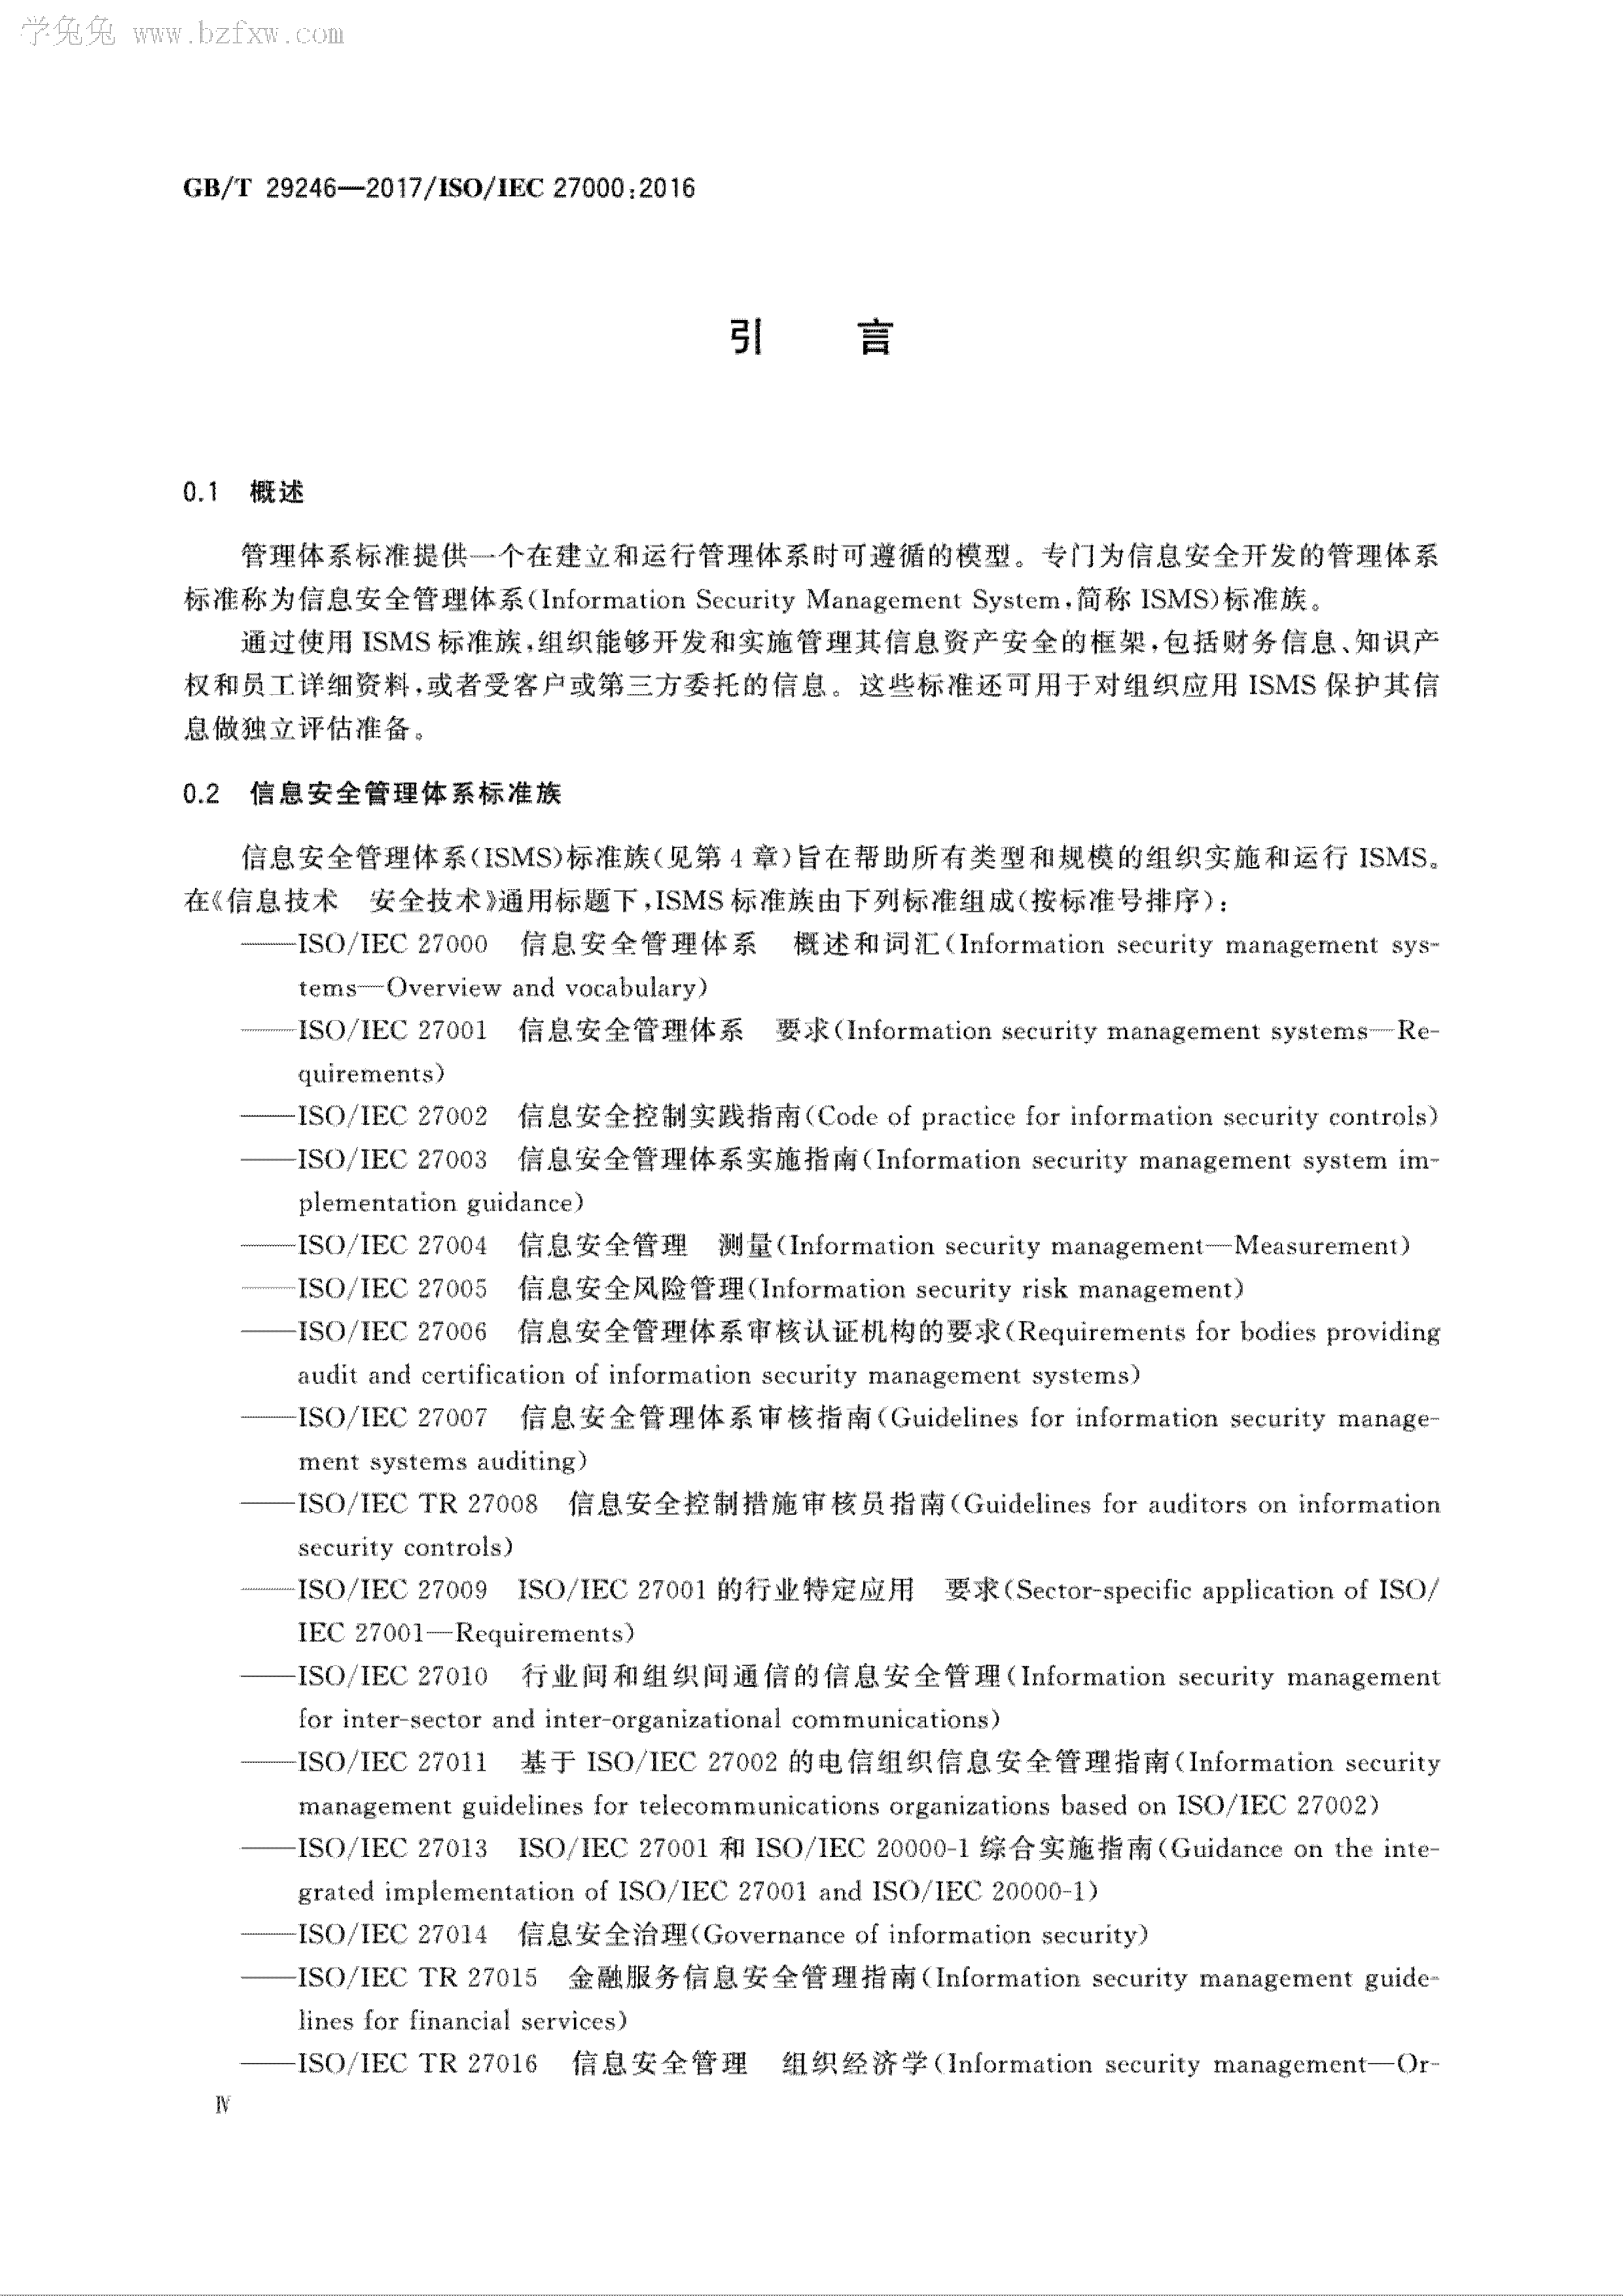 学兔兔 www.bzfxw.com
GB/T 29246—2017/ISO/IEC 27000:2016
引　　言
0.1　概述
管理体系标准提供一个在建立和运行管理体系时可遵循的模型。专门为信息安全开发的管理体系
标准称为信息安全管理体系(Information Security Management System,简称 ISMS)标准族。
通过使用 ISMS 标准族,组织能够开发和实施管理其信息资产安全的框架,包括财务信息、知识产
权和员工详细资料,或者受客户或第三方委托的信息。这些标准还可用于对组织应用 ISMS 保护其信
息做独立评估准备。
0.2　信息安全管理体系标准族
信息安全管理体系(ISMS)标准族(见第 4 章)旨在帮助所有类型和规模的组织实施和运行 ISMS。
在《信息技术　安全技术》通用标题下,ISMS 标准族由下列标准组成(按标准号排序):
——ISO/IEC 27000　信息安全管理体系　概述和词汇(Information security management sys-
tems—Overview and vocabulary)
——ISO/IEC 27001　信息安全管理体系　要求(Information security management systems—Re-
quirements)
——ISO/IEC 27002　信息安全控制实践指南(Code of practice for information security controls)
——ISO/IEC 27003　信息安全管理体系实施指南(Information security management system im-
plementation guidance)
——ISO/IEC 27004　信息安全管理　测量(Information security management—Measurement)
——ISO/IEC 27005　信息安全风险管理(Information security risk management)
——ISO/IEC 27006　信息安全管理体系审核认证机构的要求(Requirements for bodies providing
audit and certification of information security management systems)
——ISO/IEC 27007　信息安全管理体系审核指南(Guidelines for information security manage-
ment systems auditing)
——ISO/IEC TR 27008　信息安全控制措施审核员指南(Guidelines for auditors on information
security controls)
——ISO/IEC 27009　ISO/IEC 27001 的行业特定应用　要求(Sector-specific application of ISO/
IEC 27001—Requirements)
——ISO/IEC 27010　行业间和组织间通信的信息安全管理(Information security management
for inter-sector and inter-organizational communications)
——ISO/IEC 27011　基于 ISO/IEC 27002 的电信组织信息安全管理指南(Information security
management guidelines for telecommunications organizations based on ISO/IEC 27002)
——ISO/IEC 27013　ISO/IEC 27001 和 ISO/IEC 20000-1 综合实施指南(Guidance on the inte-
grated implementation of ISO/IEC 27001 and ISO/IEC 20000-1)
——ISO/IEC 27014　信息安全治理(Governance of information security)
——ISO/IEC TR 27015　金融服务信息安全管理指南(Information security management guide-
lines for financial services)
——ISO/IEC TR 27016　信息安全管理　组织经济学(Information security management—Or-
Ⅳ